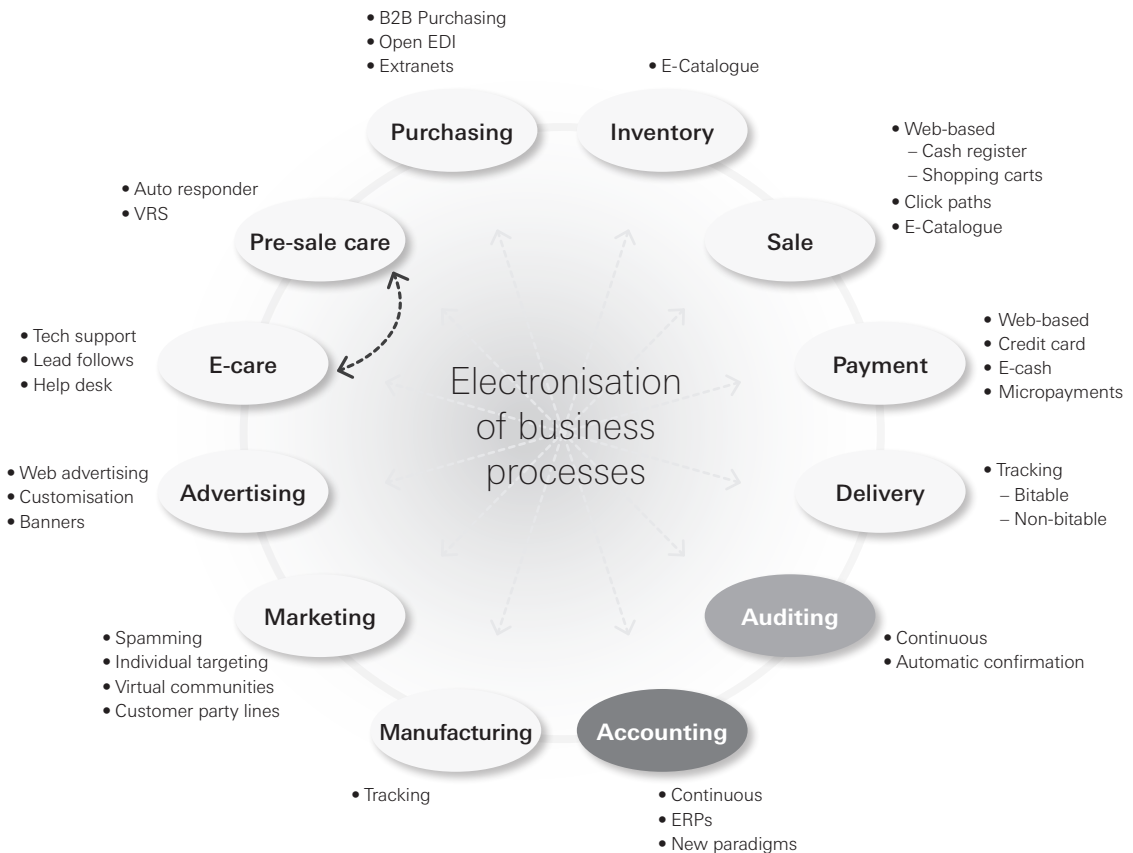 • B2B Purchasing
• Open EDI
• Extranets
Purchasing
• E-Catalogue
Inventory
• Web-based
– Cash register
– Shopping carts
• Click paths
• E-Catalogue
Sale
• Web-based
• Credit card
• E-cash
• Micropayments
Payment
• Tracking
– Bitable
– Non-bitable
Delivery
Auditing
• Continuous
• Automatic confirmation
Accounting
• Continuous
• ERPs
• New paradigms
Manufacturing
• Tracking
Marketing
• Spamming
• Individual targeting
• Virtual communities
• Customer party lines
• Web advertising
• Customisation
• Banners
Advertising
• Tech support
• Lead follows
• Help desk
E-care
• Auto responder
• VRS
Pre-sale care
Electronisation
of business
processes